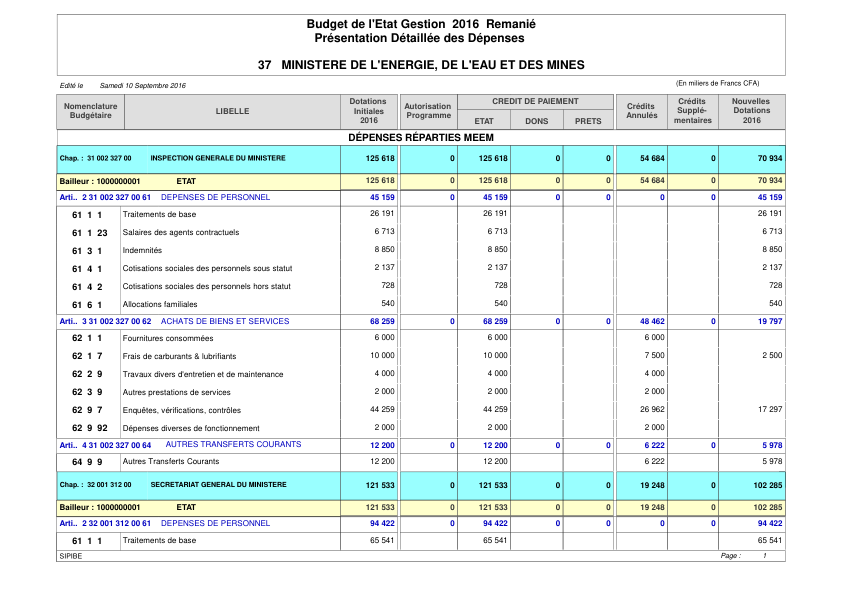 Budget de l'Etat Gestion 2016 Remanié
Présentation Détaillée des Dépenses
37 MINISTERE DE L'ENERGIE, DE L'EAU ET DES MINES
Edité le Samedi 10 Septembre 2016 (En miliers de Francs CFA)
Nomenclature Budgétaire LIBELLE Dotations Initiales 2016 Autorisation Programme CREDIT DE PAIEMENT ETAT DONS PRETS Crédits Annulés Crédits Supplé-mentaires Nouvelles Dotations 2016
DÉPENSES RÉPARTIES MEEM
Chap. : 31 002 327 00 INSPECTION GENERALE DU MINISTERE 125 618 0 125 618 0 0 54 684 0 70 934
Bailleur : 1000000001 ETAT 125 618 0 125 618 0 0 54 684 0 70 934
Arti.. 2 31 002 327 00 61 DEPENSES DE PERSONNEL 45 159 0 45 159 0 0 0 0 45 159
61 1 1 Traitements de base 26 191 26 191 26 191
61 1 23 Salaires des agents contractuels 6 713 6 713 6 713
61 3 1 Indemnités 8 850 8 850 8 850
61 4 1 Cotisations sociales des personnels sous statut 2 137 2 137 2 137
61 4 2 Cotisations sociales des personnels hors statut 728 728 728
61 6 1 Allocations familiales 540 540 540
Arti.. 3 31 002 327 00 62 ACHATS DE BIENS ET SERVICES 68 259 0 68 259 0 0 48 462 0 19 797
62 1 1 Fournitures consommées 6 000 6 000 6 000
62 1 7 Frais de carburants & lubrifiants 10 000 10 000 7 500 2 500
62 2 9 Travaux divers d'entretien et de maintenance 4 000 4 000 4 000
62 3 9 Autres prestations de services 2 000 2 000 2 000
62 9 7 Enquêtes, vérifications, contrôles 44 259 44 259 26 962 17 297
62 9 92 Dépenses diverses de fonctionnement 2 000 2 000 2 000
Arti.. 4 31 002 327 00 64 AUTRES TRANSFERTS COURANTS 12 200 0 12 200 0 0 6 222 0 5 978
64 9 9 Autres Transferts Courants 12 200 12 200 6 222 5 978
Chap. : 32 001 312 00 SECRETARIAT GENERAL DU MINISTERE 121 533 0 121 533 0 0 19 248 0 102 285
Bailleur : 1000000001 ETAT 121 533 0 121 533 0 0 19 248 0 102 285
Arti.. 2 32 001 312 00 61 DEPENSES DE PERSONNEL 94 422 0 94 422 0 0 0 0 94 422
61 1 1 Traitements de base 65 541 65 541 65 541
SIPIBE Page : 1